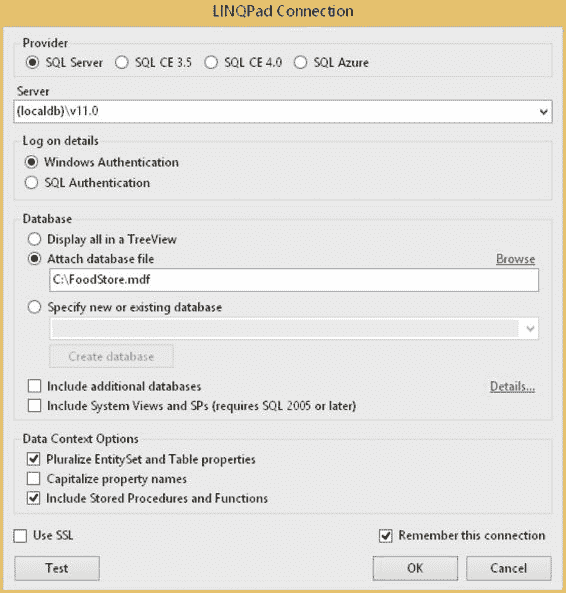 LINQPad Connection
Provider
SQL Server SQL CE 3.5 SQL CE 4.0 SQL Azure
Server
(localdb)\v11.0
Log on details
Windows Authentication
SQL Authentication
Database
Display all in a TreeView
Attach database file Browse
C:\FoodStore.mdf
Specify new or existing database
Create database
Include additional databases Details...
Include System Views and SPs (requires SQL 2005 or later)
Data Context Options
Pluralize EntitySet and Table properties
Capitalize property names
Include Stored Procedures and Functions
Use SSL Remember this connection
Test OK Cancel